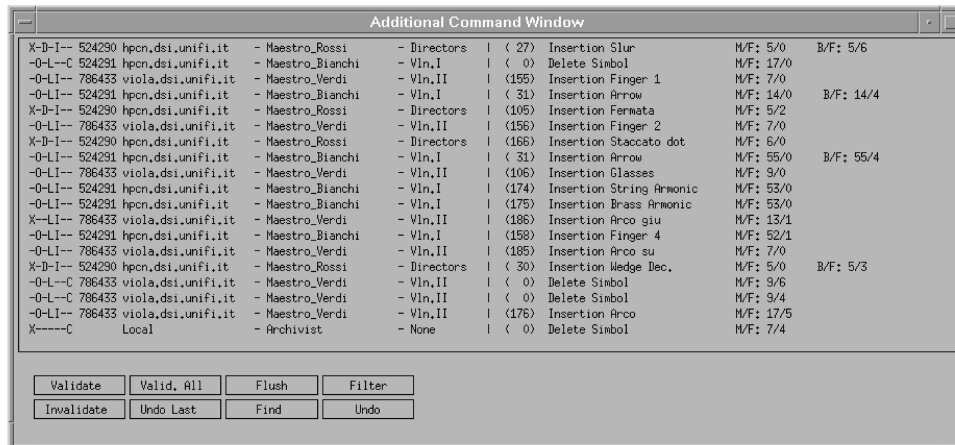 Additional Command Window
X-D-I-- 524290 hpcn.dsi.unifi.it - Maestro_Rossi - Directors | ( 27) Insertion Slur M/F: 5/0 B/F: 5/6
-O-L--C 524291 hpcn.dsi.unifi.it - Maestro_Bianchi - Vln.I | ( 0) Delete Simbol M/F: 17/0
-O-LI-- 786433 viola.dsi.unifi.it - Maestro_Verdi - Vln.II | (155) Insertion Finger 1 M/F: 7/0
-O-LI-- 524291 hpcn.dsi.unifi.it - Maestro_Bianchi - Vln.I | ( 31) Insertion Arrow M/F: 14/0 B/F: 14/4
X-D-I-- 524290 hpcn.dsi.unifi.it - Maestro_Rossi - Directors | (105) Insertion Fermata M/F: 5/2
-O-LI-- 786433 viola.dsi.unifi.it - Maestro_Verdi - Vln.II | (156) Insertion Finger 2 M/F: 7/0
X-D-I-- 524290 hpcn.dsi.unifi.it - Maestro_Rossi - Directors | (166) Insertion Staccato dot M/F: 6/0
-O-LI-- 524291 hpcn.dsi.unifi.it - Maestro_Bianchi - Vln.I | ( 31) Insertion Arrow M/F: 55/0 B/F: 55/4
-O-LI-- 786433 viola.dsi.unifi.it - Maestro_Verdi - Vln.II | (106) Insertion Glasses M/F: 9/0
-O-LI-- 524291 hpcn.dsi.unifi.it - Maestro_Bianchi - Vln.I | (174) Insertion String Armonic M/F: 53/0
-O-LI-- 524291 hpcn.dsi.unifi.it - Maestro_Bianchi - Vln.I | (175) Insertion Brass Armonic M/F: 53/0
X--LI-- 786433 viola.dsi.unifi.it - Maestro_Verdi - Vln.II | (186) Insertion Arco giu M/F: 13/1
-O-LI-- 524291 hpcn.dsi.unifi.it - Maestro_Bianchi - Vln.I | (158) Insertion Finger 4 M/F: 52/1
-O-LI-- 786433 viola.dsi.unifi.it - Maestro_Verdi - Vln.II | (185) Insertion Arco su M/F: 7/0
X-D-I-- 524290 hpcn.dsi.unifi.it - Maestro_Rossi - Directors | ( 30) Insertion Wedge Dec. M/F: 5/0 B/F: 5/3
-O-L--C 786433 viola.dsi.unifi.it - Maestro_Verdi - Vln.II | ( 0) Delete Simbol M/F: 9/6
-O-L--C 786433 viola.dsi.unifi.it - Maestro_Verdi - Vln.II | ( 0) Delete Simbol M/F: 9/4
-O-LI-- 786433 viola.dsi.unifi.it - Maestro_Verdi - Vln.II | (176) Insertion Arco M/F: 17/5
X-----C Local - Archivist - None | ( 0) Delete Simbol M/F: 7/4
Validate Valid. All Flush Filter
Invalidate Undo Last Find Undo